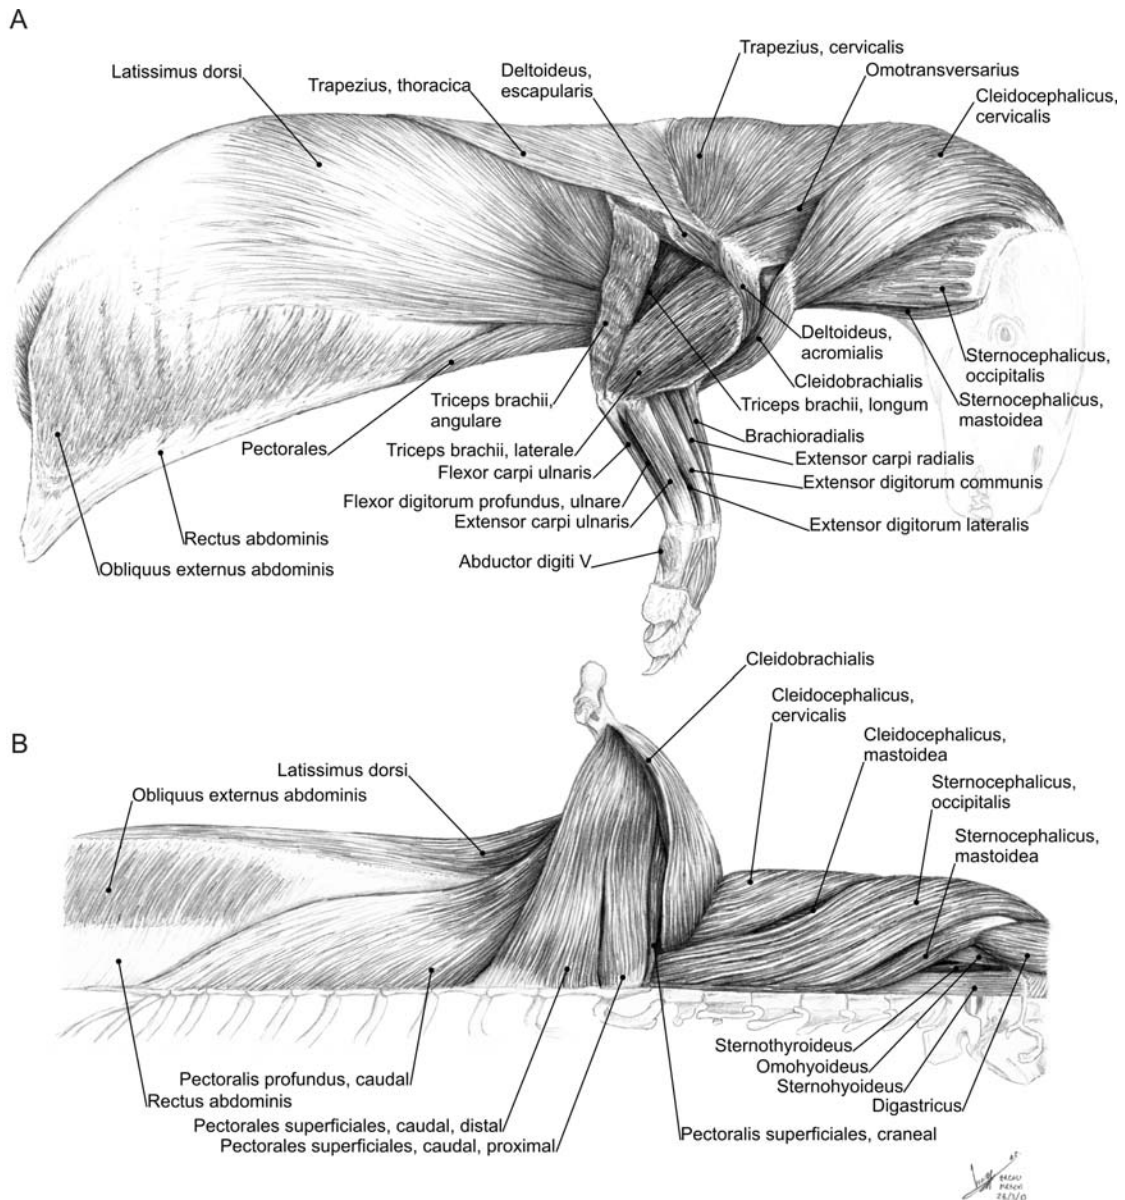 A
Trapezius, cervicalis
Latissimus dorsi
Trapezius, thoracica
Deltoideus,
escapularis
Omotransversarius
Cleidocephalicus,
cervicalis
Deltoideus,
acromialis
Sternocephalicus,
occipitalis
Cleidobrachialis
Triceps brachii,
angulare
Triceps brachii, longum
Sternocephalicus,
mastoidea
Pectorales
Triceps brachii, laterale
Brachioradialis
Flexor carpi ulnaris
Extensor carpi radialis
Flexor digitorum profundus, ulnare
Extensor digitorum communis
Extensor carpi ulnaris
Extensor digitorum lateralis
Rectus abdominis
Abductor digiti V
Obliquus externus abdominis
B
Cleidobrachialis
Cleidocephalicus,
cervicalis
Cleidocephalicus,
mastoidea
Latissimus dorsi
Obliquus externus abdominis
Sternocephalicus,
occipitalis
Sternocephalicus,
mastoidea
Sternothyroideus
Omohyoideus
Sternohyoideus
Digastricus
Pectoralis profundus, caudal
Rectus abdominis
Pectorales superficiales, caudal, distal
Pectorales superficiales, caudal, proximal
Pectoralis superficiales, craneal